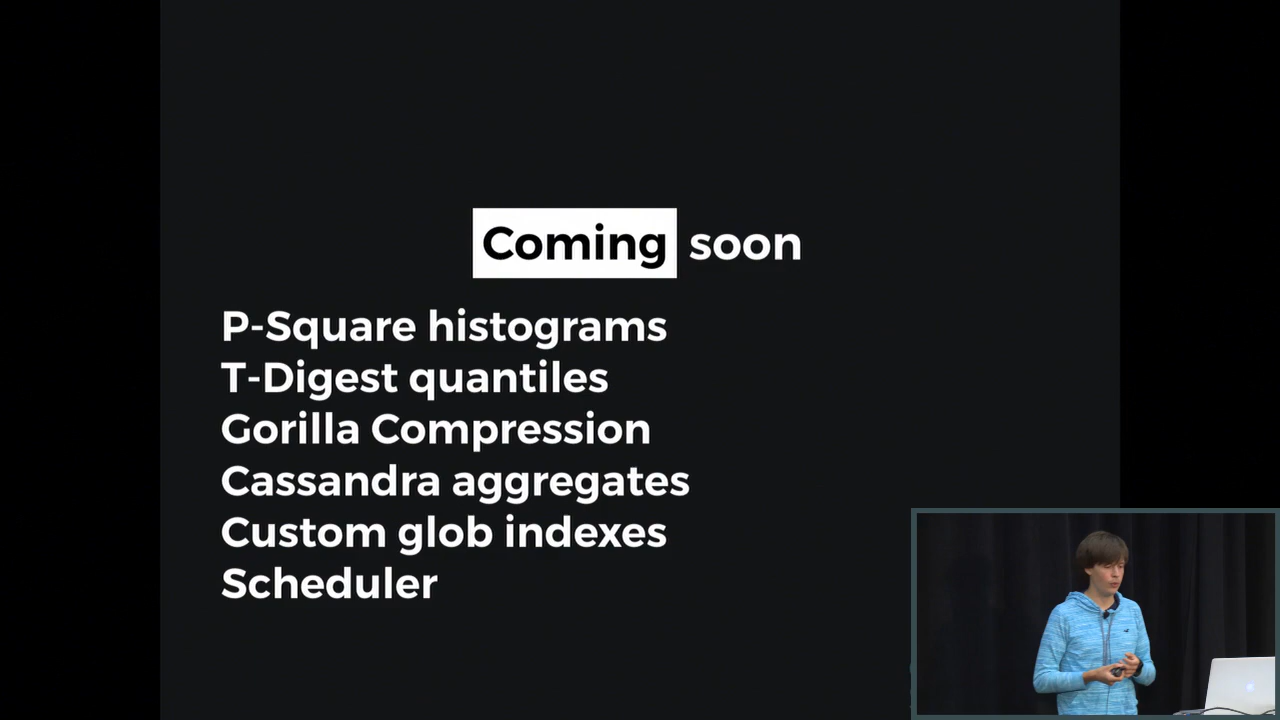 Coming soon
P-Square histograms
T-Digest quantiles
Gorilla Compression
Cassandra aggregates
Custom glob indexes
Scheduler